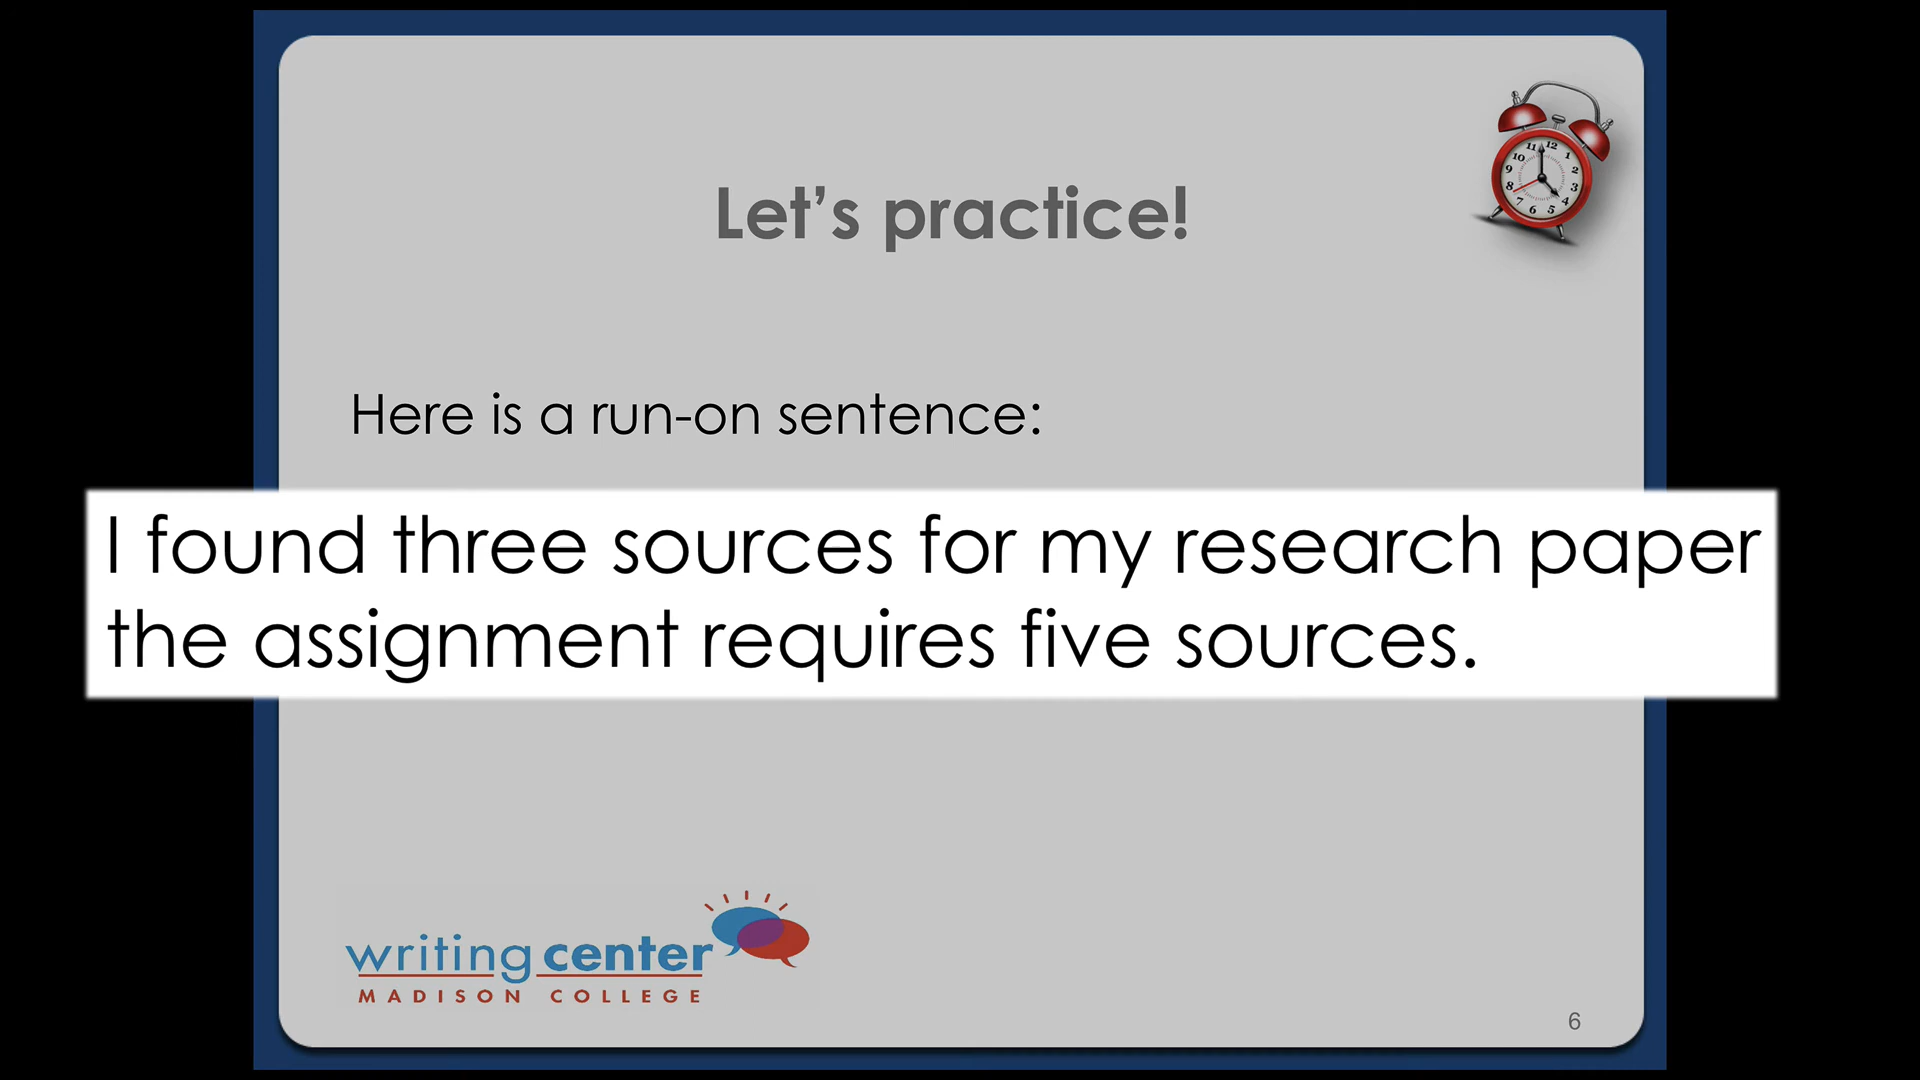 Let's practice!
Here is a run-on sentence:
I found three sources for my research paper
the assignment requires five sources.
writing center
MADISON COLLEGE
6